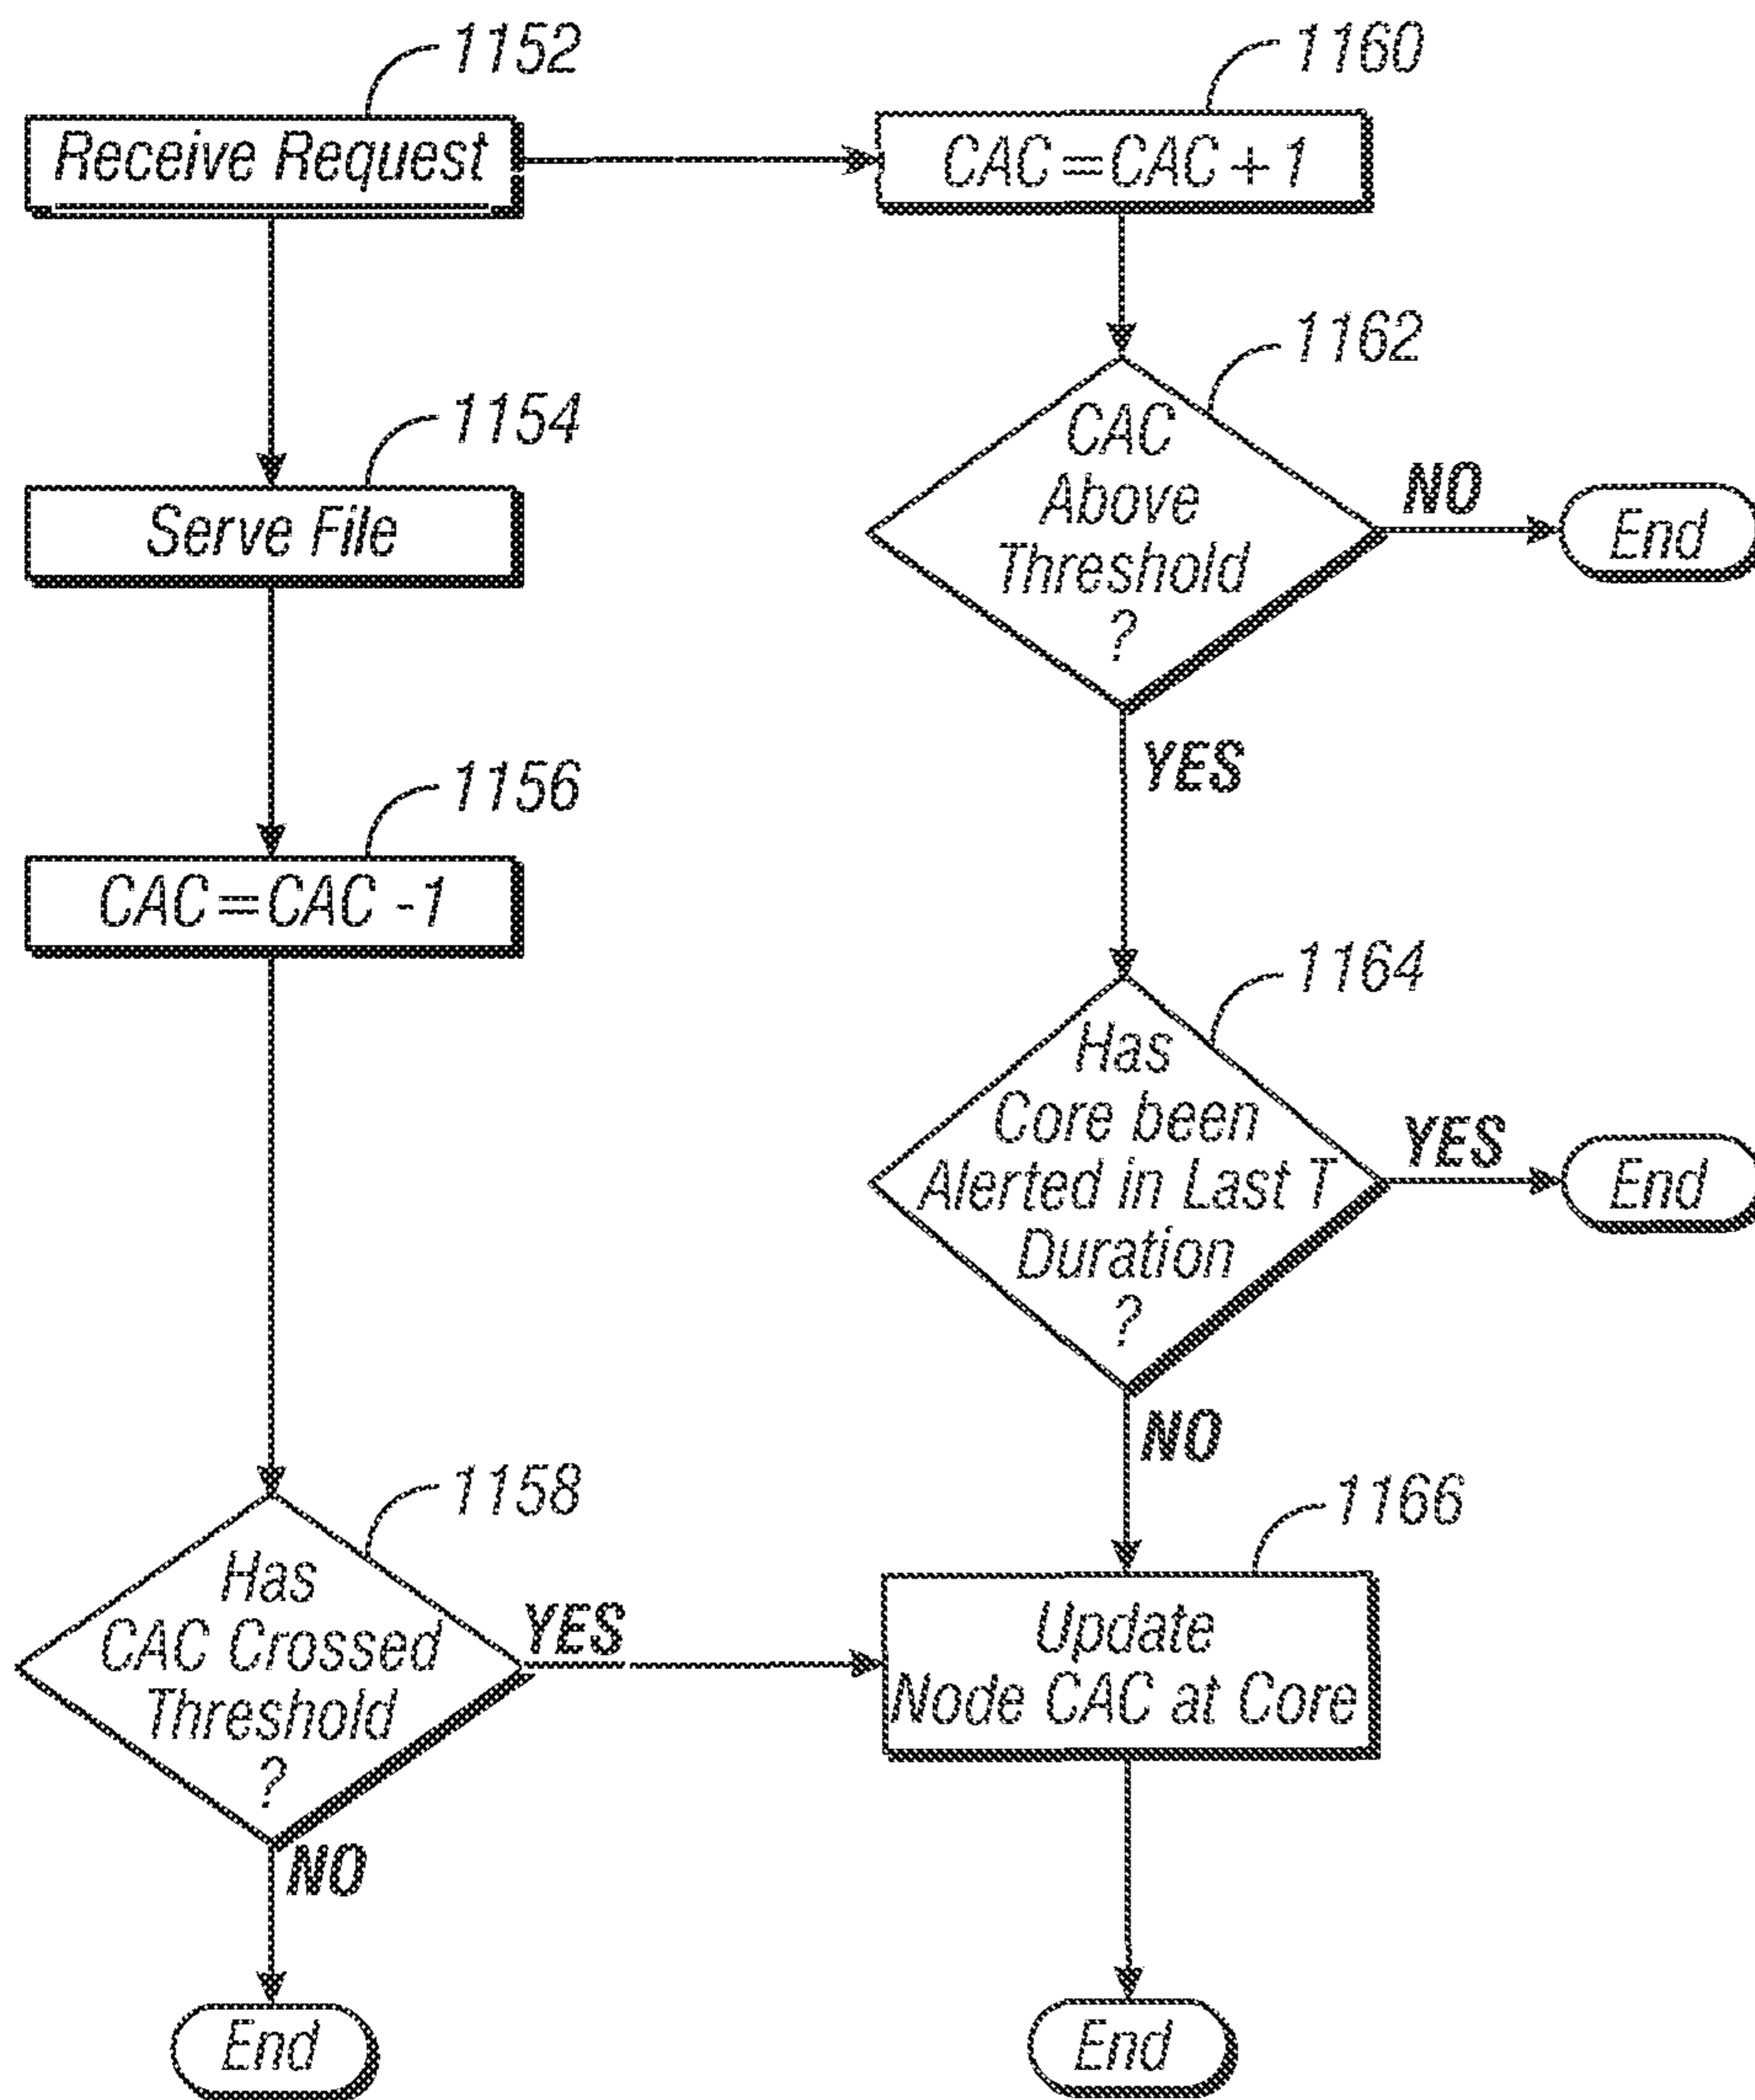 1152
Receive Request
1160
CAC = CAC + 1
1162
CAC
Above
Threshold
?
NO
End
YES
1154
Serve File
1156
CAC = CAC -1
1164
Has
Core been
Alerted in Last T
Duration
?
YES
End
NO
1158
Has
CAC Crossed
Threshold
?
YES
NO
End
1166
Update
Node CAC at Core
End